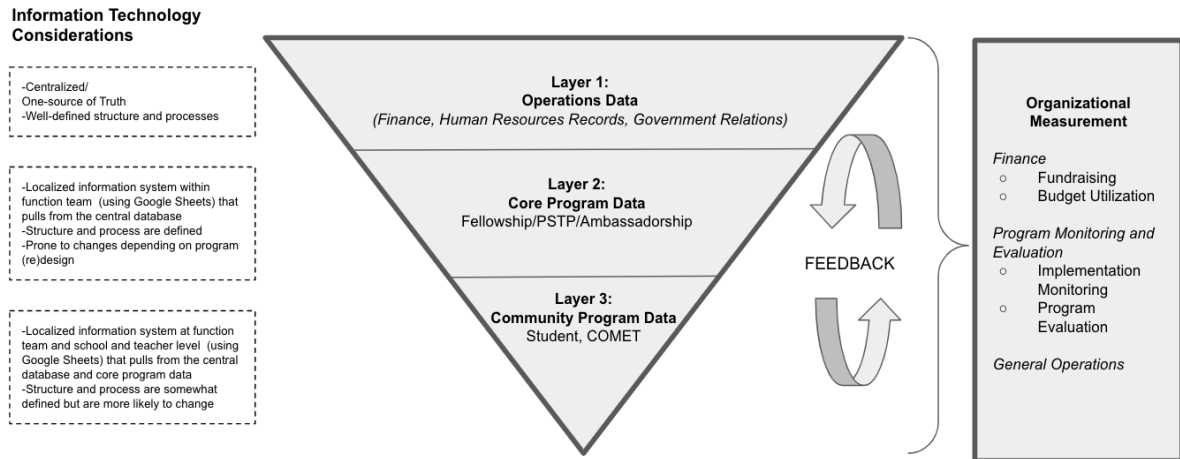 Information Technology
Considerations
-Centralized/
One-source of Truth
-Well-defined structure and processes
-Localized information system within
function team  (using Google Sheets) that
pulls from the central database
-Structure and process are defined
-Prone to changes depending on program
(re)design
-Localized information system at function
team and school and teacher level  (using
Google Sheets) that pulls from the central
database and core program data
-Structure and process are somewhat
defined but are more likely to change
Layer 1:
Operations Data
(Finance, Human Resources Records, Government Relations)
Layer 2:
Core Program Data
Fellowship/PSTP/Ambassadorship
Layer 3:
Community Program Data
Student, COMET
FEEDBACK
Organizational
Measurement
Finance
○ Fundraising
○ Budget Utilization
Program Monitoring and
Evaluation
○ Implementation
Monitoring
○ Program
Evaluation
General Operations